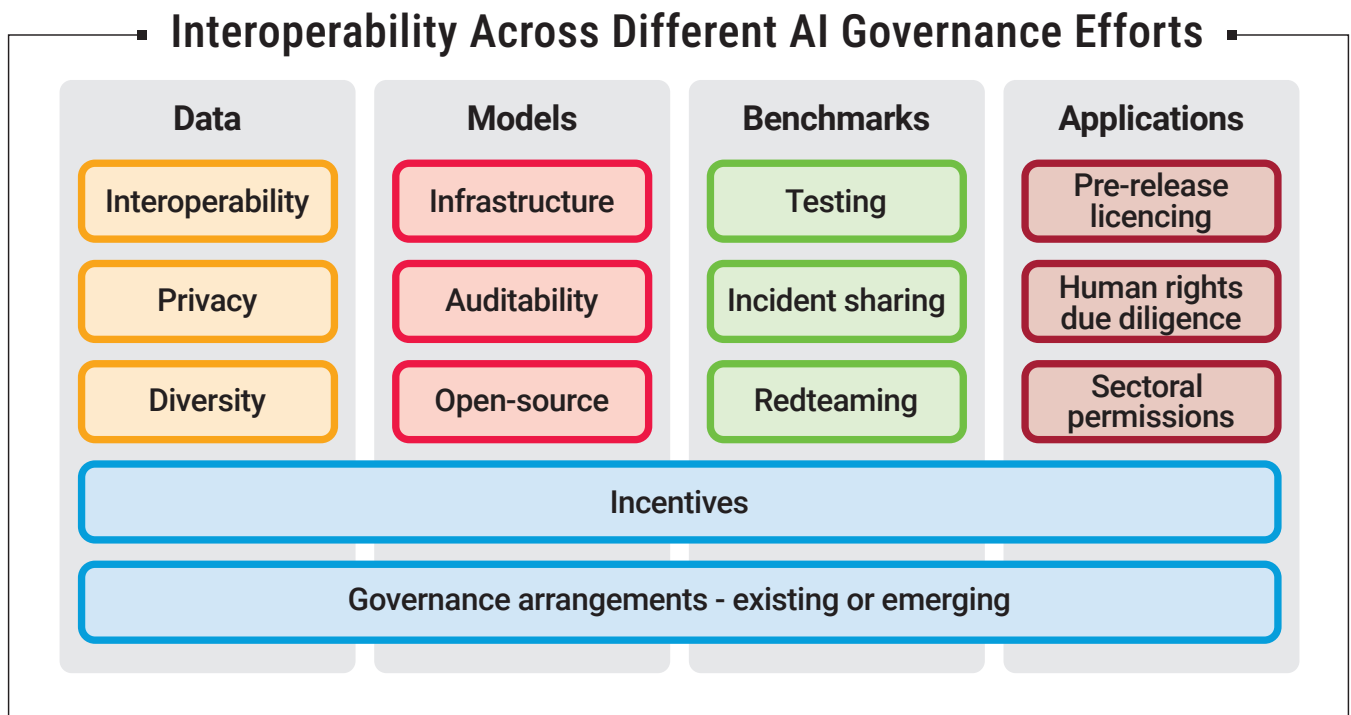 Interoperability Across Different AI Governance Efforts
Data
Interoperability
Privacy
Diversity
Models
Infrastructure
Auditability
Open-source
Benchmarks
Testing
Incident sharing
Redteaming
Applications
Pre-release
licencing
Human rights
due diligence
Sectoral
permissions
Incentives
Governance arrangements - existing or emerging